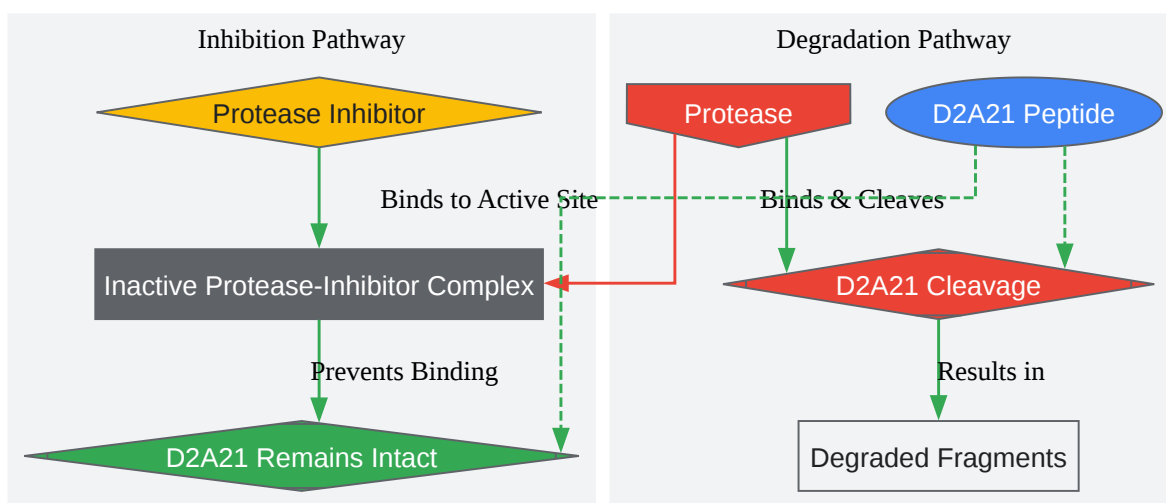 Inhibition Pathway
Degradation Pathway
Protease Inhibitor
Protease
D2A21 Peptide
Binds to Active Site
Binds & Cleaves
Inactive Protease-Inhibitor Complex
D2A21 Cleavage
Prevents Binding
Results in
D2A21 Remains Intact
Degraded Fragments